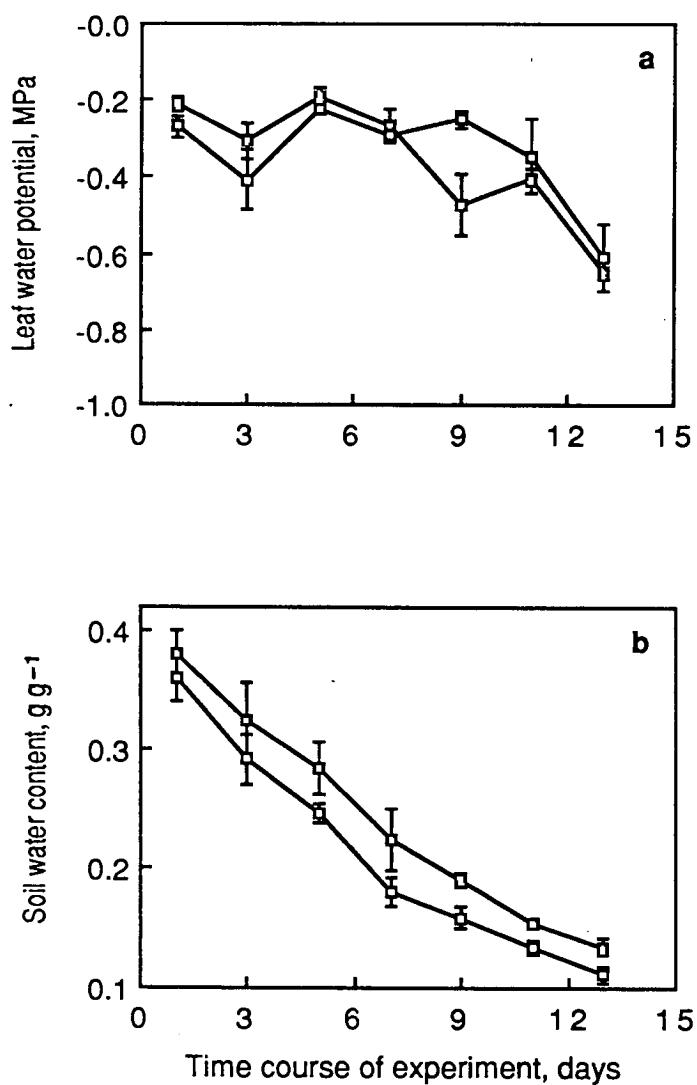 a
Leaf water potential, MPa
-0.0
-0.2
-0.4
-0.6
-0.8
-1.0
0 3 6 9 12 15
b
Soil water content, g g⁻¹
0.4
0.3
0.2
0.1
0 3 6 9 12 15
Time course of experiment, days